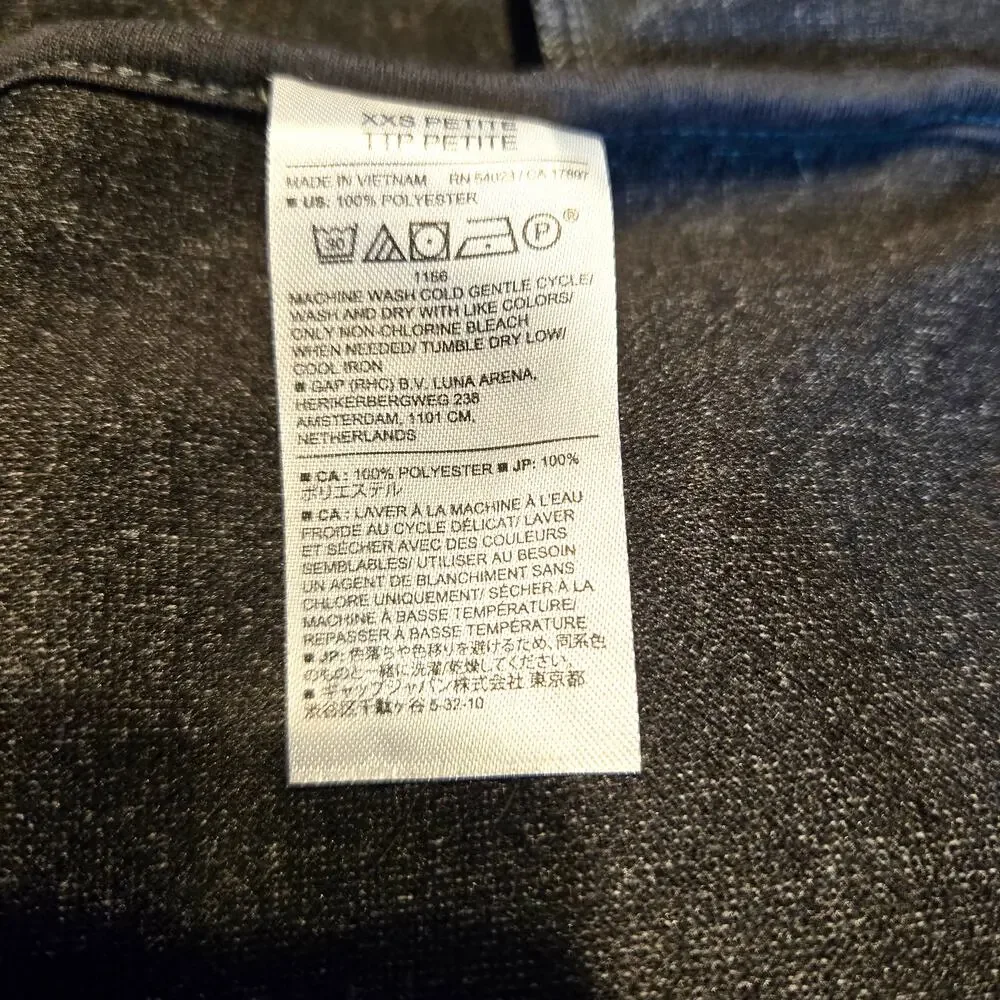 XXS PETITE
TTP PETITE
MADE IN VIETNAM RN 54023 / CA 17897
■ US: 100% POLYESTER
30 P ®
1166
MACHINE WASH COLD GENTLE CYCLE/
WASH AND DRY WITH LIKE COLORS/
ONLY NON-CHLORINE BLEACH
WHEN NEEDED/ TUMBLE DRY LOW/
COOL IRON
■ GAP (RHC) B.V. LUNA ARENA,
HERIKERBERGWEG 238
AMSTERDAM, 1101 CM,
NETHERLANDS
■ CA : 100% POLYESTER ■ JP: 100%
ポリエステル
■ CA : LAVER À LA MACHINE À L'EAU
FROIDE AU CYCLE DÉLICAT/ LAVER
ET SÉCHER AVEC DES COULEURS
SEMBLABLES/ UTILISER AU BESOIN
UN AGENT DE BLANCHIMENT SANS
CHLORE UNIQUEMENT/ SÉCHER À LA
MACHINE À BASSE TEMPÉRATURE/
REPASSER À BASSE TEMPÉRATURE
■ JP: 色落ちや色移りを避けるため、同系色
のものと一緒に洗濯/乾燥してください。
■ ギャップジャパン株式会社 東京都
渋谷区千駄ヶ谷 5-32-10